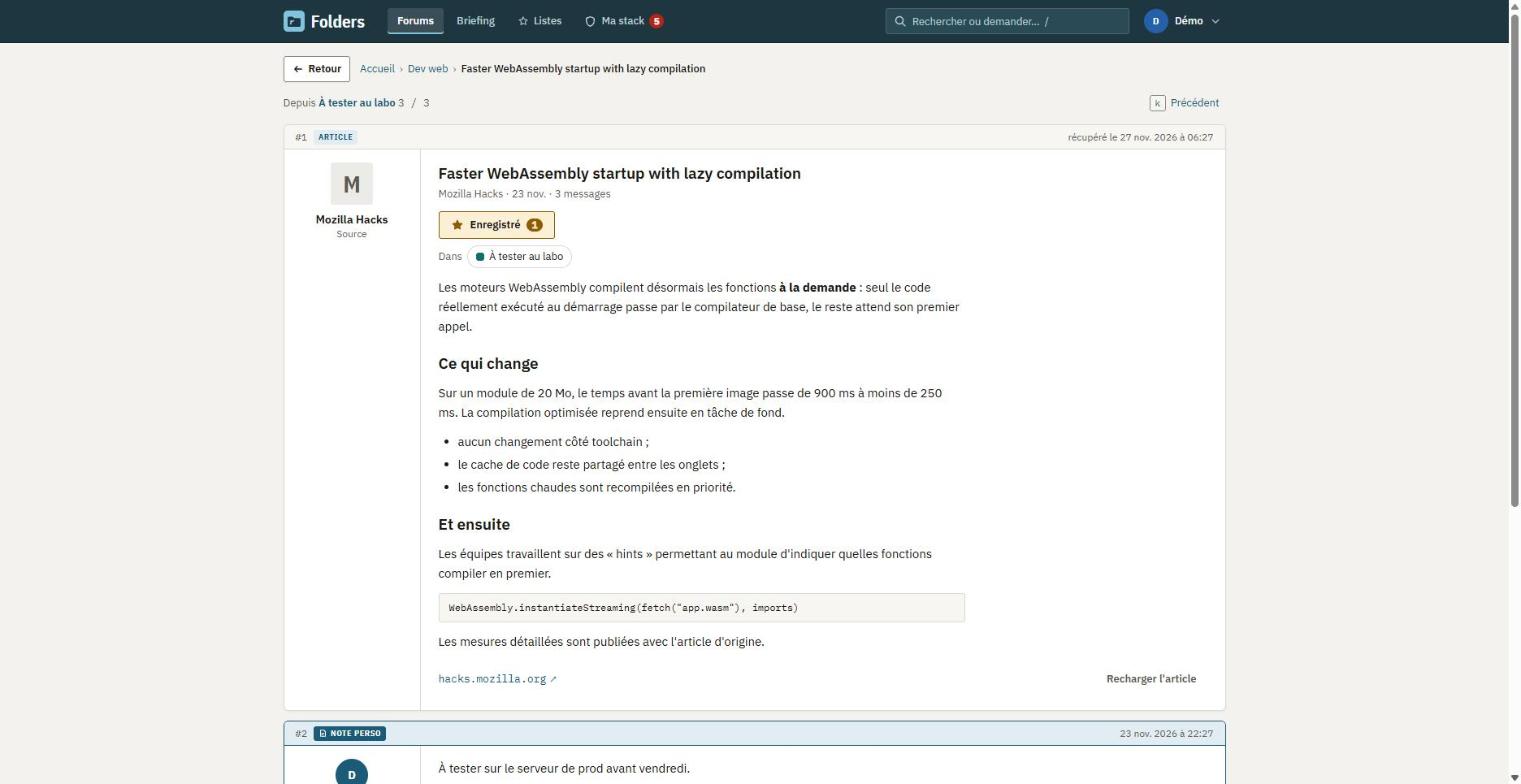 Folders
Forums
Briefing
Listes
Ma stack 5
Rechercher ou demander... /
D Démo
← Retour
Accueil › Dev web › Faster WebAssembly startup with lazy compilation
Depuis À tester au labo 3 / 3
k Précédent
#1 ARTICLE
récupéré le 27 nov. 2026 à 06:27
M
Mozilla Hacks
Source
Faster WebAssembly startup with lazy compilation
Mozilla Hacks · 23 nov. · 3 messages
Enregistré 1
Dans À tester au labo
Les moteurs WebAssembly compilent désormais les fonctions à la demande : seul le code
réellement exécuté au démarrage passe par le compilateur de base, le reste attend son premier
appel.
Ce qui change
Sur un module de 20 Mo, le temps avant la première image passe de 900 ms à moins de 250
ms. La compilation optimisée reprend ensuite en tâche de fond.
• aucun changement côté toolchain ;
• le cache de code reste partagé entre les onglets ;
• les fonctions chaudes sont recompilées en priorité.
Et ensuite
Les équipes travaillent sur des « hints » permettant au module d'indiquer quelles fonctions
compiler en premier.
WebAssembly.instantiateStreaming(fetch("app.wasm"), imports)
Les mesures détaillées sont publiées avec l'article d'origine.
hacks.mozilla.org ↗
Recharger l'article
#2 NOTE PERSO
23 nov. 2026 à 22:27
D
À tester sur le serveur de prod avant vendredi.